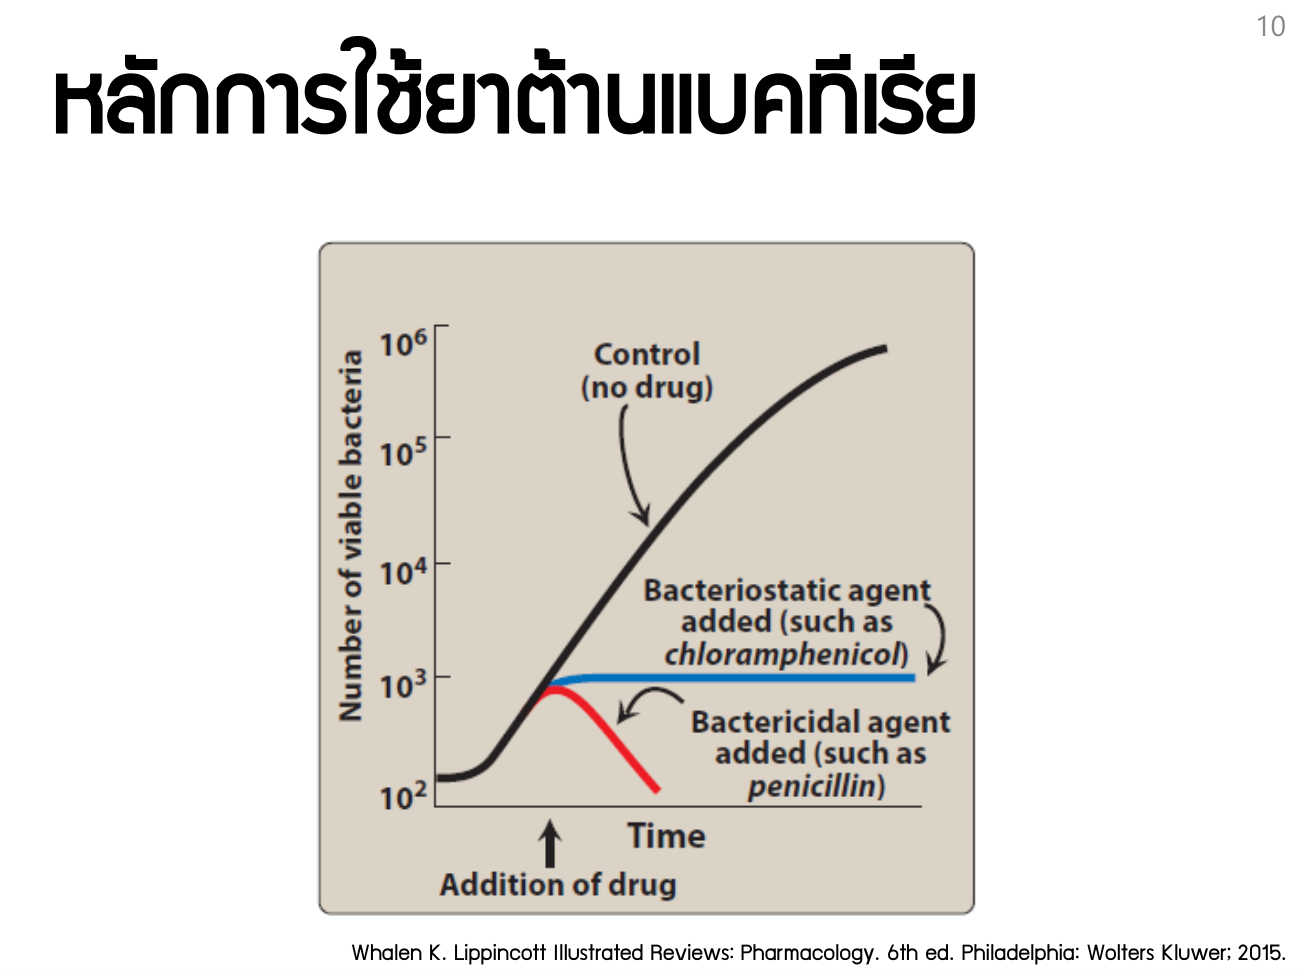 10
หลักการใช้ยาต้านแบคทีเรีย
Number of viable bacteria
10⁶
10⁵
10⁴
10³
10²
Control
(no drug)
Bacteriostatic agent
added (such as
chloramphenicol)
Bactericidal agent
added (such as
penicillin)
Time
Addition of drug
Whalen K. Lippincott Illustrated Reviews: Pharmacology. 6th ed. Philadelphia: Wolters Kluwer; 2015.